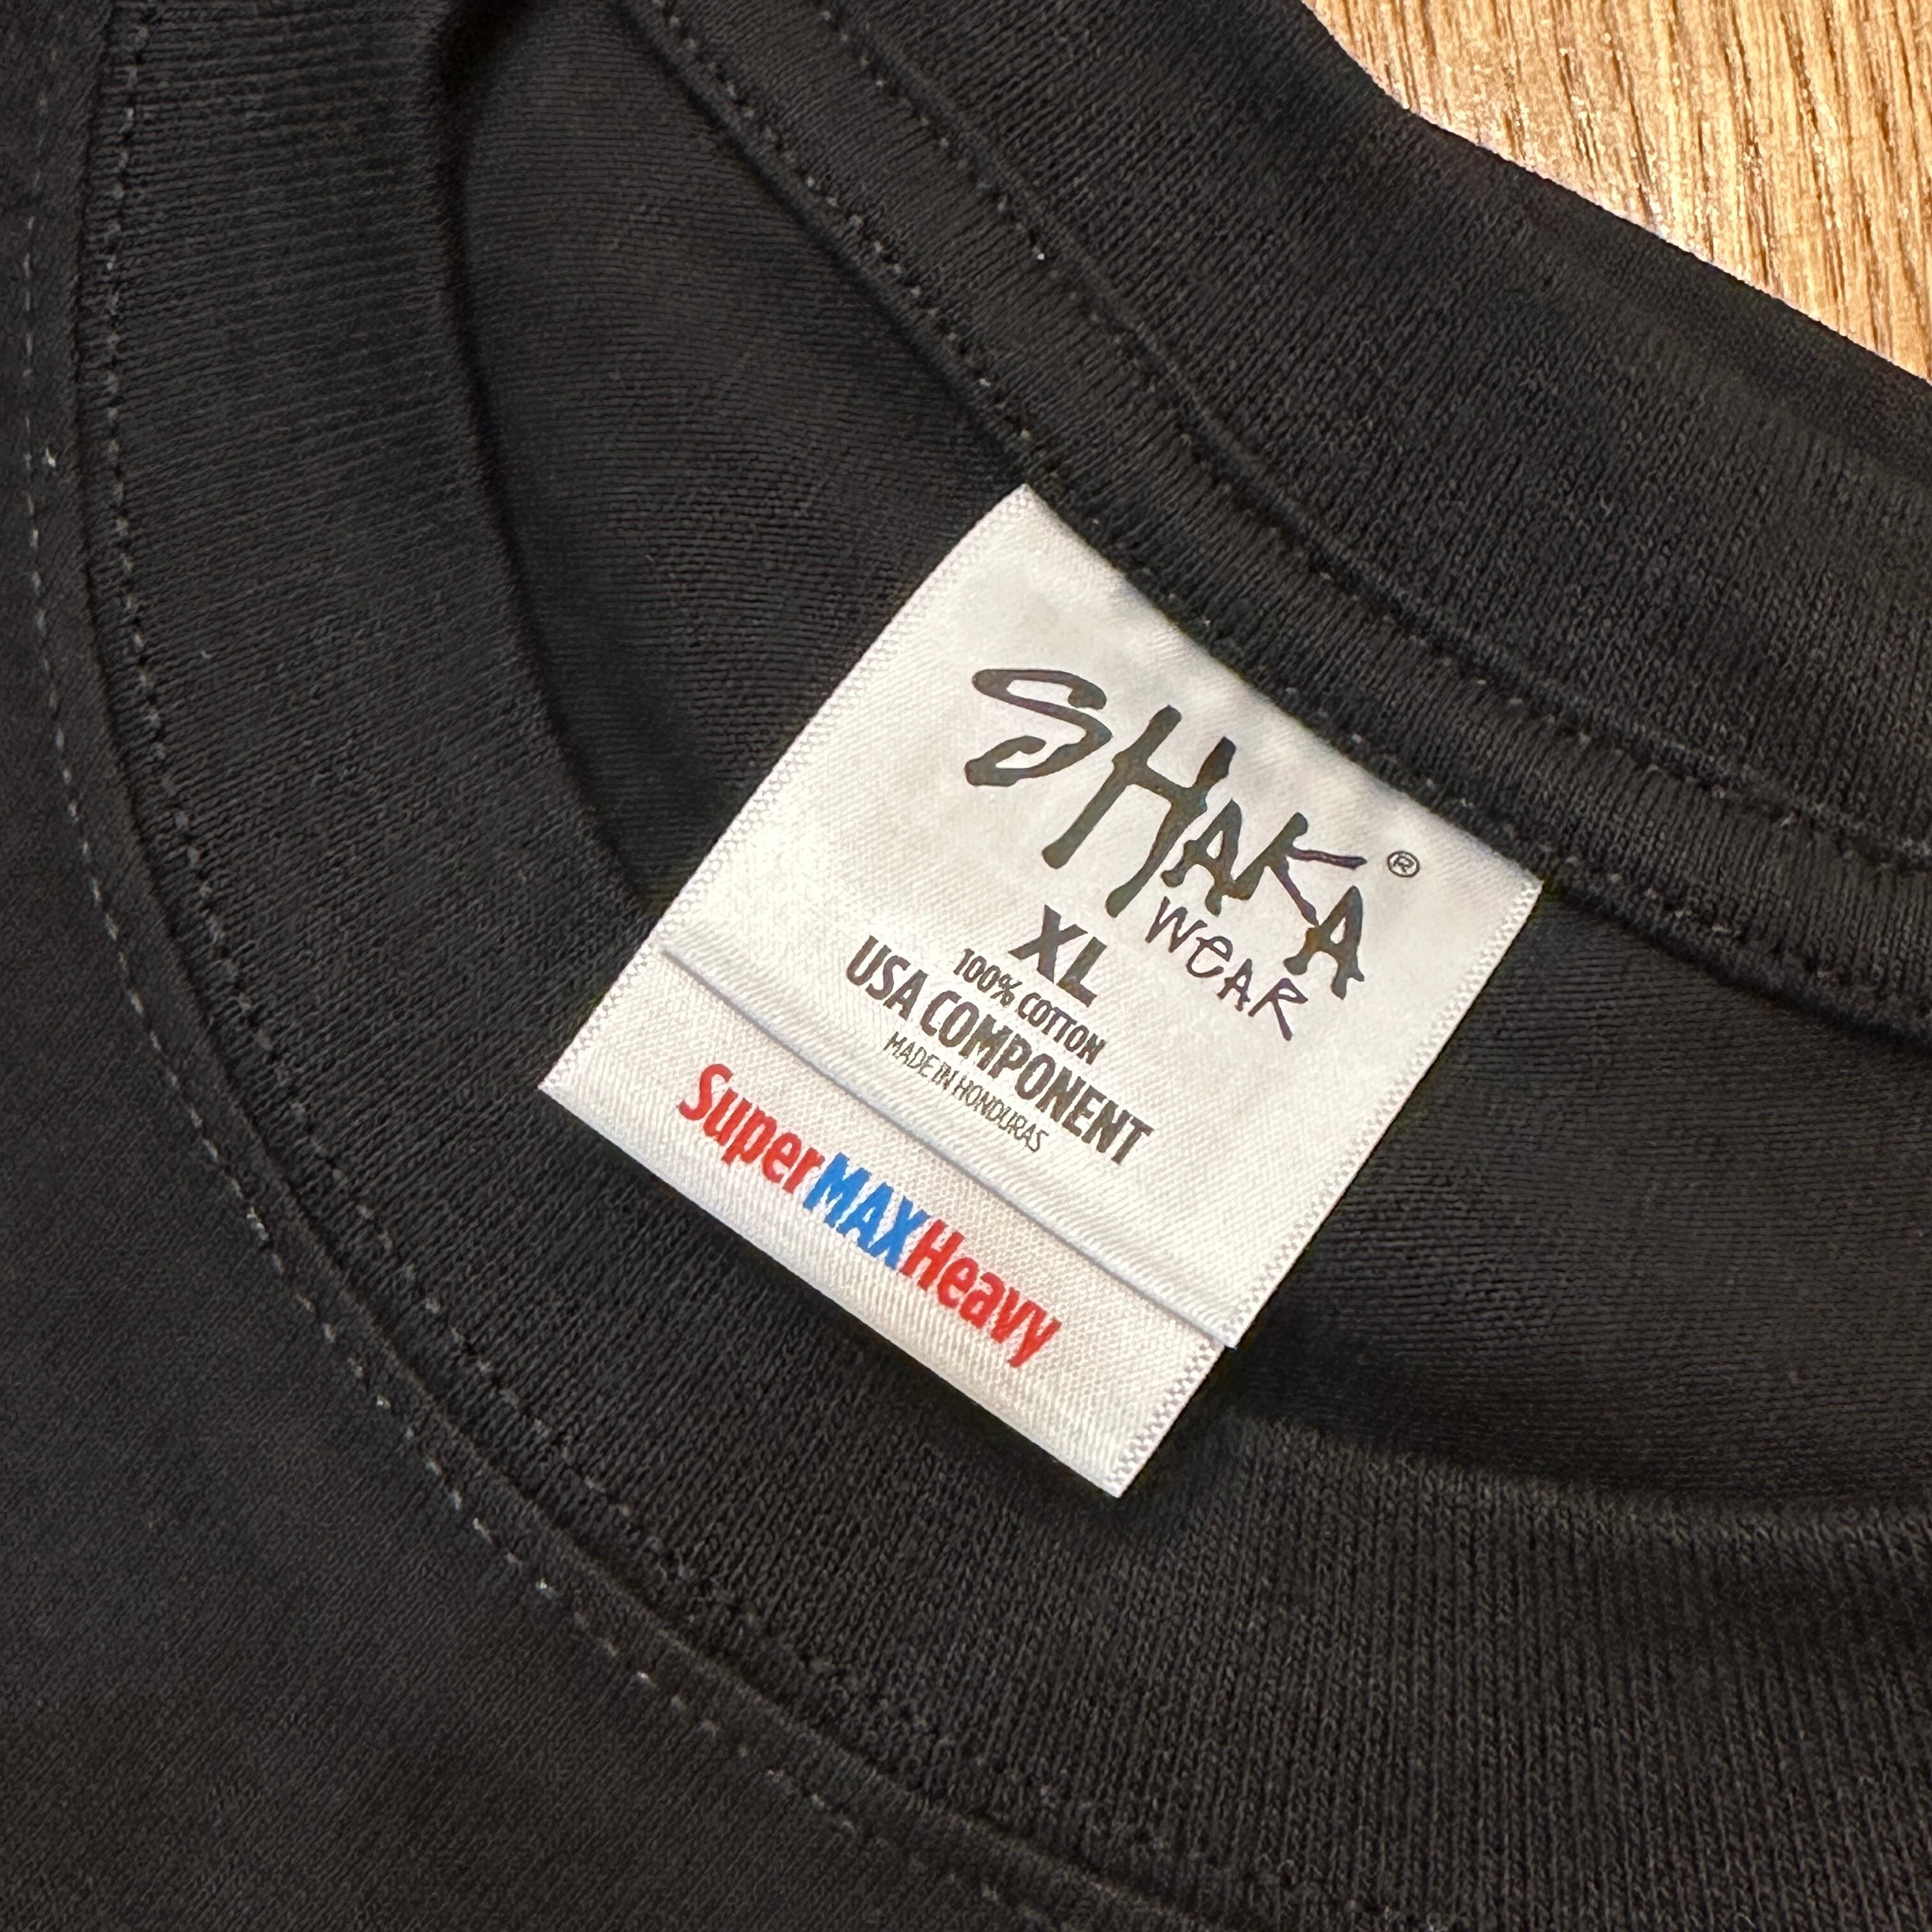 SHAKA ®
WEAR
XL
100% COTTON
USA COMPONENT
MADE IN HONDURAS
SuperMAXHeavy